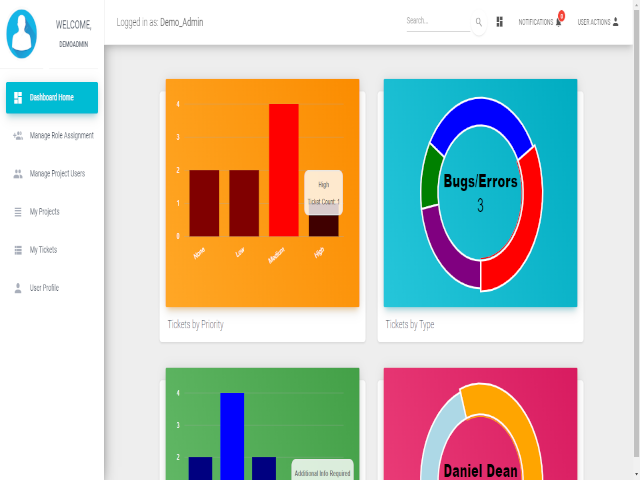 WELCOME,
DEMOADMIN
Logged in as: Demo_Admin
Search...
NOTIFICATIONS
USER ACTIONS
Dashboard Home
Manage Role Assignment
Manage Project Users
My Projects
My Tickets
User Profile
4
3
2
1
0
None
Low
Medium
High
High
Ticket Count: 1
Tickets by Priority
Bugs/Errors
3
Tickets by Type
4
3
2
Additional Info Required
Daniel Dean